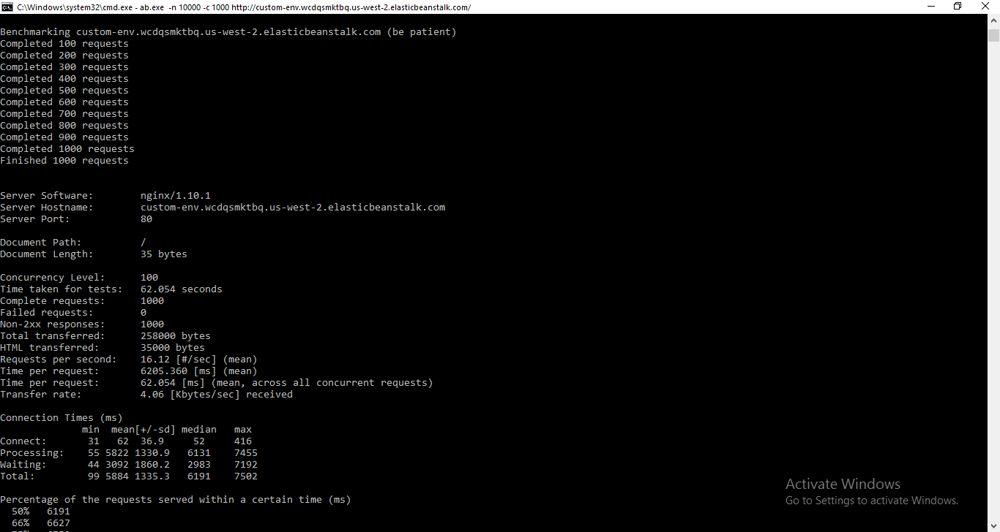 C:\Windows\system32\cmd.exe - ab.exe -n 10000 -c 1000 http://custom-env.wcdqsmktbq.us-west-2.elasticbeanstalk.com/
Benchmarking custom-env.wcdqsmktbq.us-west-2.elasticbeanstalk.com (be patient)
Completed 100 requests
Completed 200 requests
Completed 300 requests
Completed 400 requests
Completed 500 requests
Completed 600 requests
Completed 700 requests
Completed 800 requests
Completed 900 requests
Completed 1000 requests
Finished 1000 requests
Server Software: nginx/1.10.1
Server Hostname: custom-env.wcdqsmktbq.us-west-2.elasticbeanstalk.com
Server Port: 80
Document Path: /
Document Length: 35 bytes
Concurrency Level: 100
Time taken for tests: 62.054 seconds
Complete requests: 1000
Failed requests: 0
Non-2xx responses: 1000
Total transferred: 258000 bytes
HTML transferred: 35000 bytes
Requests per second: 16.12 [#/sec] (mean)
Time per request: 6205.360 [ms] (mean)
Time per request: 62.054 [ms] (mean, across all concurrent requests)
Transfer rate: 4.06 [Kbytes/sec] received
Connection Times (ms)
min mean[+/-sd] median max
Connect: 31 62 36.9 52 416
Processing: 55 5822 1330.9 6131 7455
Waiting: 44 3092 1860.2 2983 7192
Total: 99 5884 1335.3 6191 7502
Percentage of the requests served within a certain time (ms)
50% 6191
66% 6627
Activate Windows
Go to Settings to activate Windows.